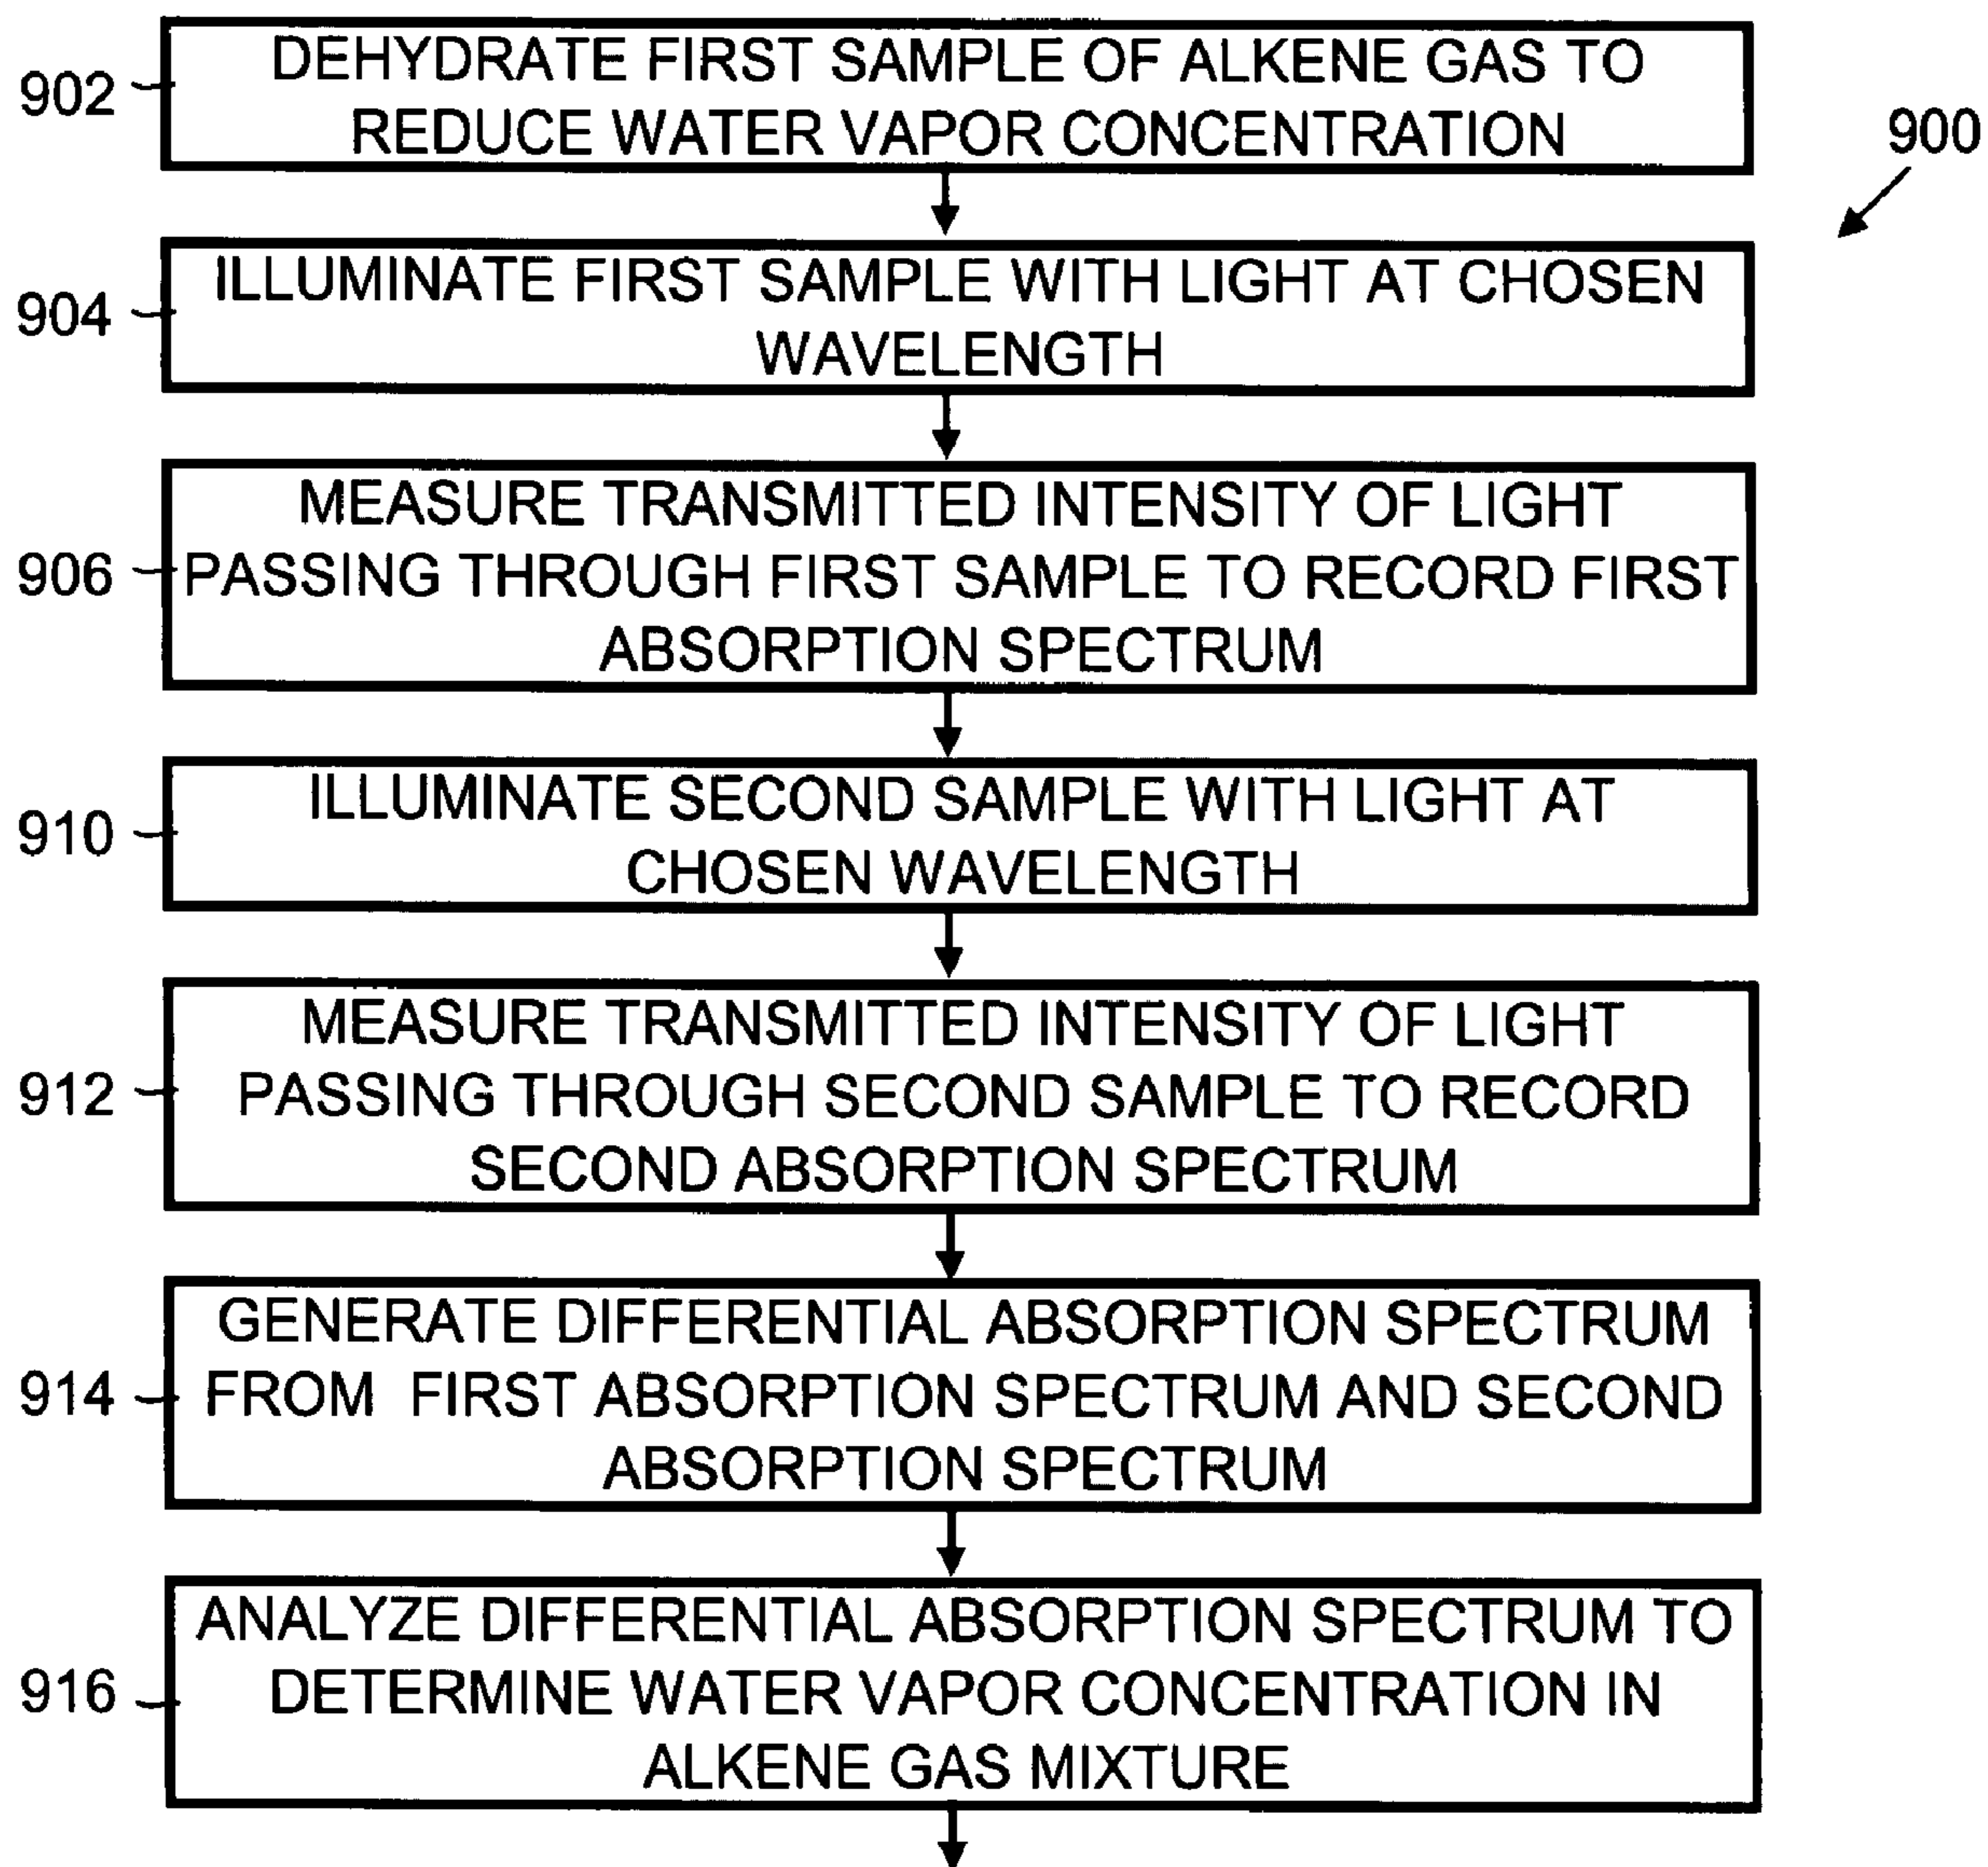 DEHYDRATE FIRST SAMPLE OF ALKENE GAS TO
REDUCE WATER VAPOR CONCENTRATION
902
900
ILLUMINATE FIRST SAMPLE WITH LIGHT AT CHOSEN
WAVELENGTH
904
MEASURE TRANSMITTED INTENSITY OF LIGHT
PASSING THROUGH FIRST SAMPLE TO RECORD FIRST
ABSORPTION SPECTRUM
906
ILLUMINATE SECOND SAMPLE WITH LIGHT AT
CHOSEN WAVELENGTH
910
MEASURE TRANSMITTED INTENSITY OF LIGHT
PASSING THROUGH SECOND SAMPLE TO RECORD
SECOND ABSORPTION SPECTRUM
912
GENERATE DIFFERENTIAL ABSORPTION SPECTRUM
FROM FIRST ABSORPTION SPECTRUM AND SECOND
ABSORPTION SPECTRUM
914
ANALYZE DIFFERENTIAL ABSORPTION SPECTRUM TO
DETERMINE WATER VAPOR CONCENTRATION IN
ALKENE GAS MIXTURE
916